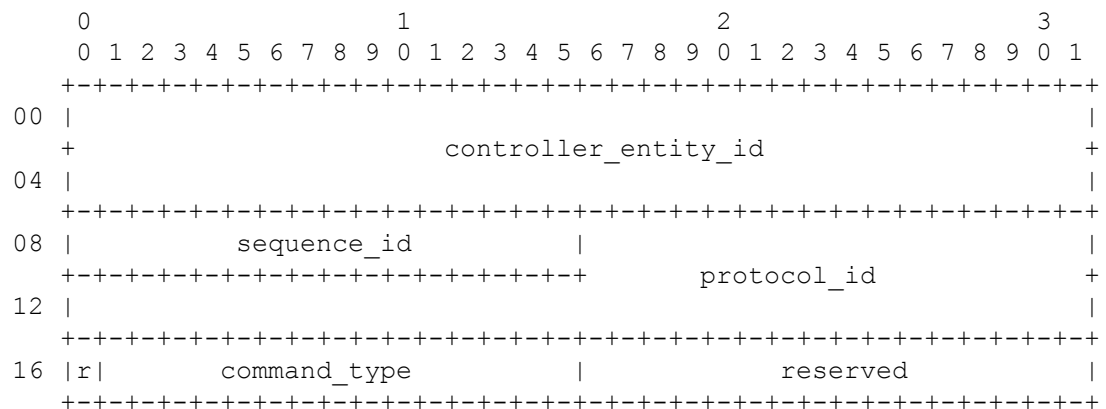 0                   1                   2                   3
     0 1 2 3 4 5 6 7 8 9 0 1 2 3 4 5 6 7 8 9 0 1 2 3 4 5 6 7 8 9 0 1
    +-+-+-+-+-+-+-+-+-+-+-+-+-+-+-+-+-+-+-+-+-+-+-+-+-+-+-+-+-+-+-+-+
00 |                                                               |
    +                       controller_entity_id                    +
04 |                                                               |
    +-+-+-+-+-+-+-+-+-+-+-+-+-+-+-+-+-+-+-+-+-+-+-+-+-+-+-+-+-+-+-+-+
08 |          sequence_id          |                               |
    +-+-+-+-+-+-+-+-+-+-+-+-+-+-+-+-+       protocol_id             +
12 |                                                               |
    +-+-+-+-+-+-+-+-+-+-+-+-+-+-+-+-+-+-+-+-+-+-+-+-+-+-+-+-+-+-+-+-+
16 |r|       command_type          |            reserved           |
    +-+-+-+-+-+-+-+-+-+-+-+-+-+-+-+-+-+-+-+-+-+-+-+-+-+-+-+-+-+-+-+-+